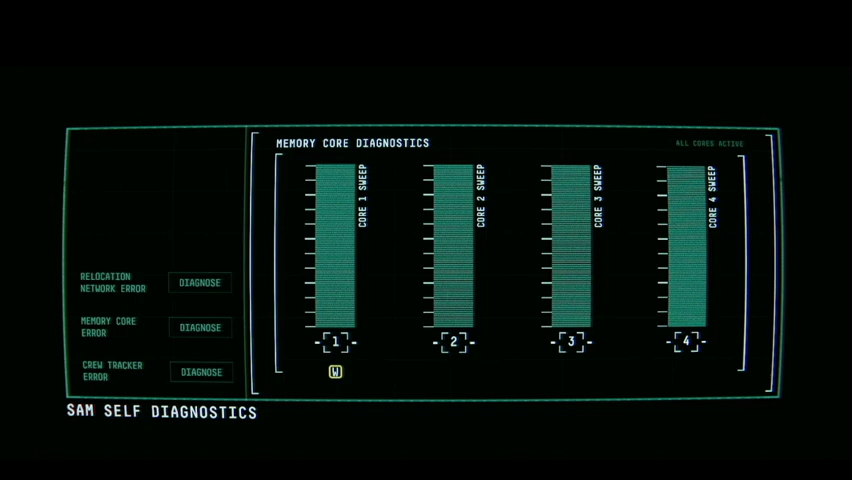 MEMORY CORE DIAGNOSTICS
ALL CORES ACTIVE
CORE 1 SWEEP
CORE 2 SWEEP
CORE 3 SWEEP
CORE 4 SWEEP
RELOCATION
NETWORK ERROR
DIAGNOSE
MEMORY CORE
ERROR
DIAGNOSE
CREW TRACKER
ERROR
DIAGNOSE
1
2
3
4
W
SAM SELF DIAGNOSTICS